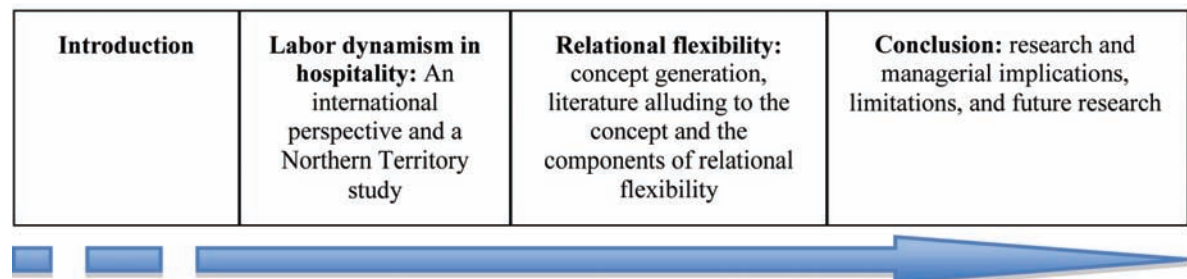 Introduction
Labor dynamism in
hospitality: An
international
perspective and a
Northern Territory
study
Relational flexibility:
concept generation,
literature alluding to the
concept and the
components of relational
flexibility
Conclusion: research and
managerial implications,
limitations, and future research